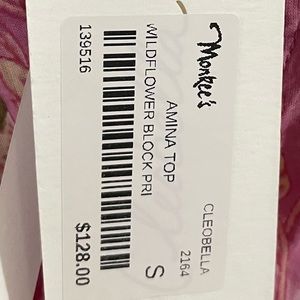 Monkee's
CLEOBELLA
2164
AMINA TOP
WILDFLOWER BLOCK PRI
S
139516
$128.00